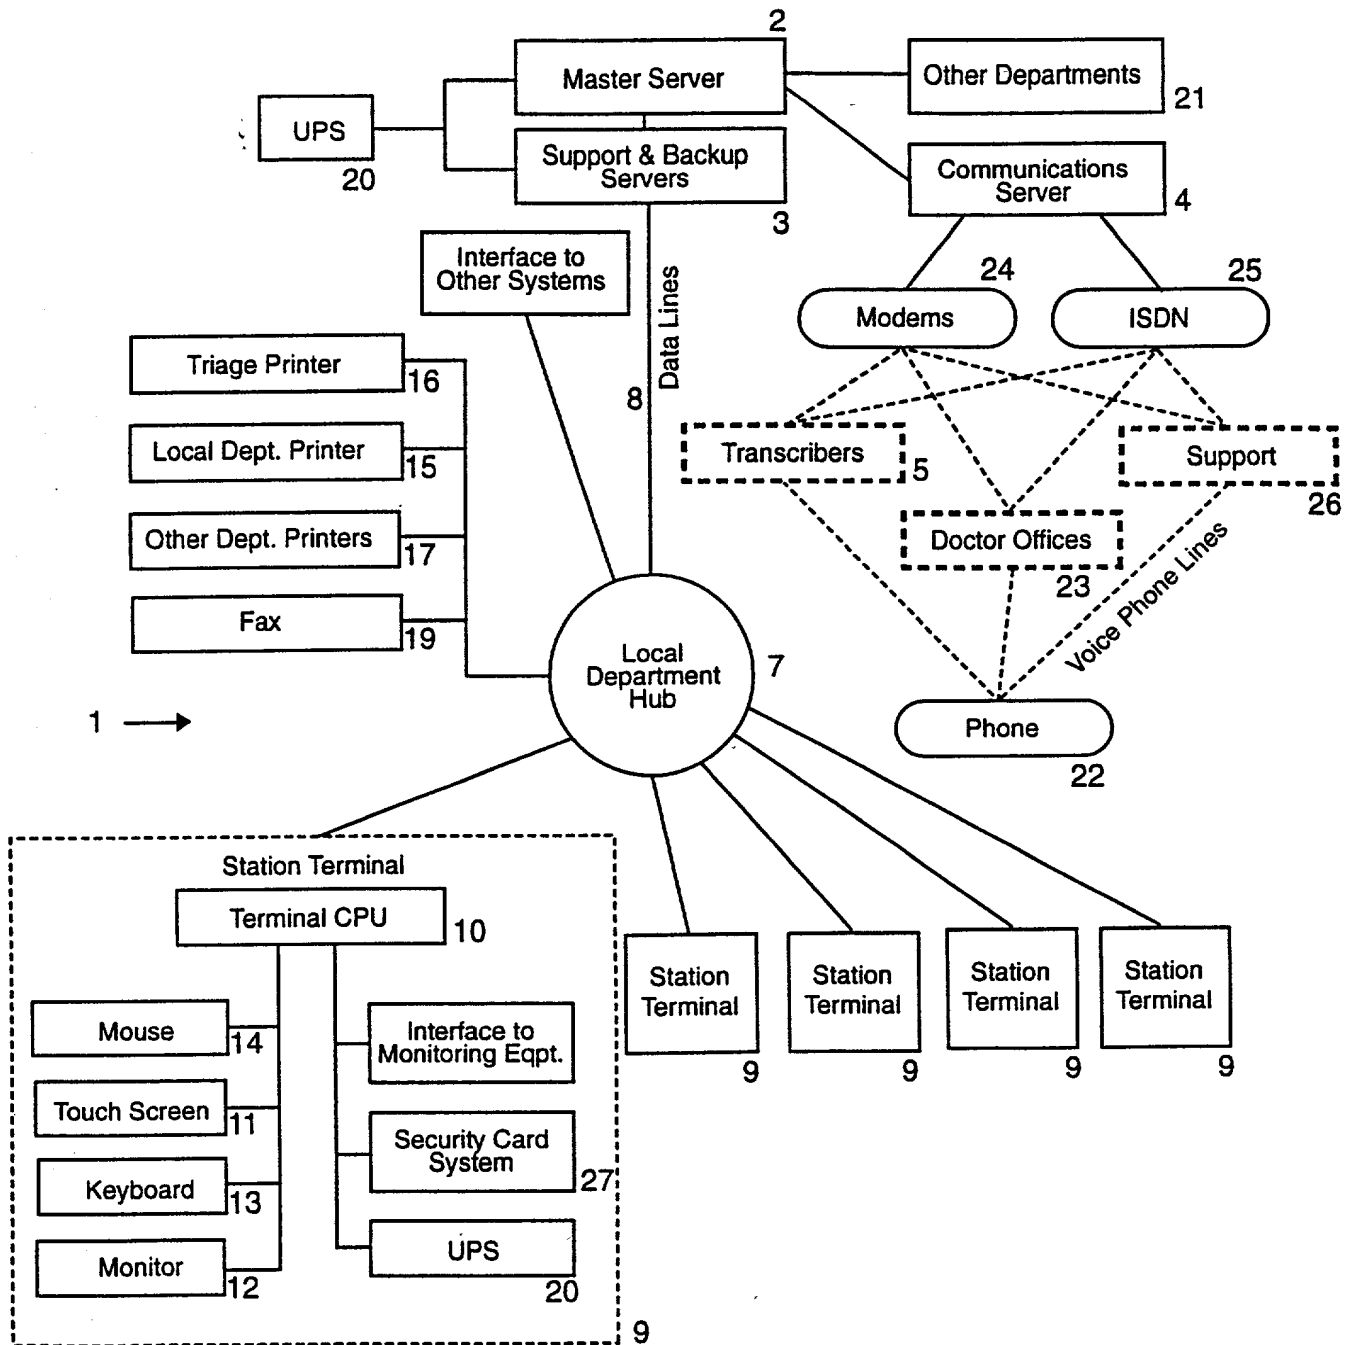 2
Master Server
Other Departments
21
UPS
20
Support & Backup
Servers
3
Communications
Server
4
Interface to
Other Systems
Data Lines
8
24
Modems
25
ISDN
Triage Printer
16
Local Dept. Printer
15
Other Dept. Printers
17
Fax
19
Transcribers
5
Support
26
Doctor Offices
23
Voice Phone Lines
Phone
22
Local
Department
Hub
7
1
Station Terminal
Terminal CPU
10
Mouse
14
Touch Screen
11
Keyboard
13
Monitor
12
Interface to
Monitoring Eqpt.
Security Card
System
27
UPS
20
9
Station
Terminal
9
Station
Terminal
9
Station
Terminal
9
Station
Terminal
9